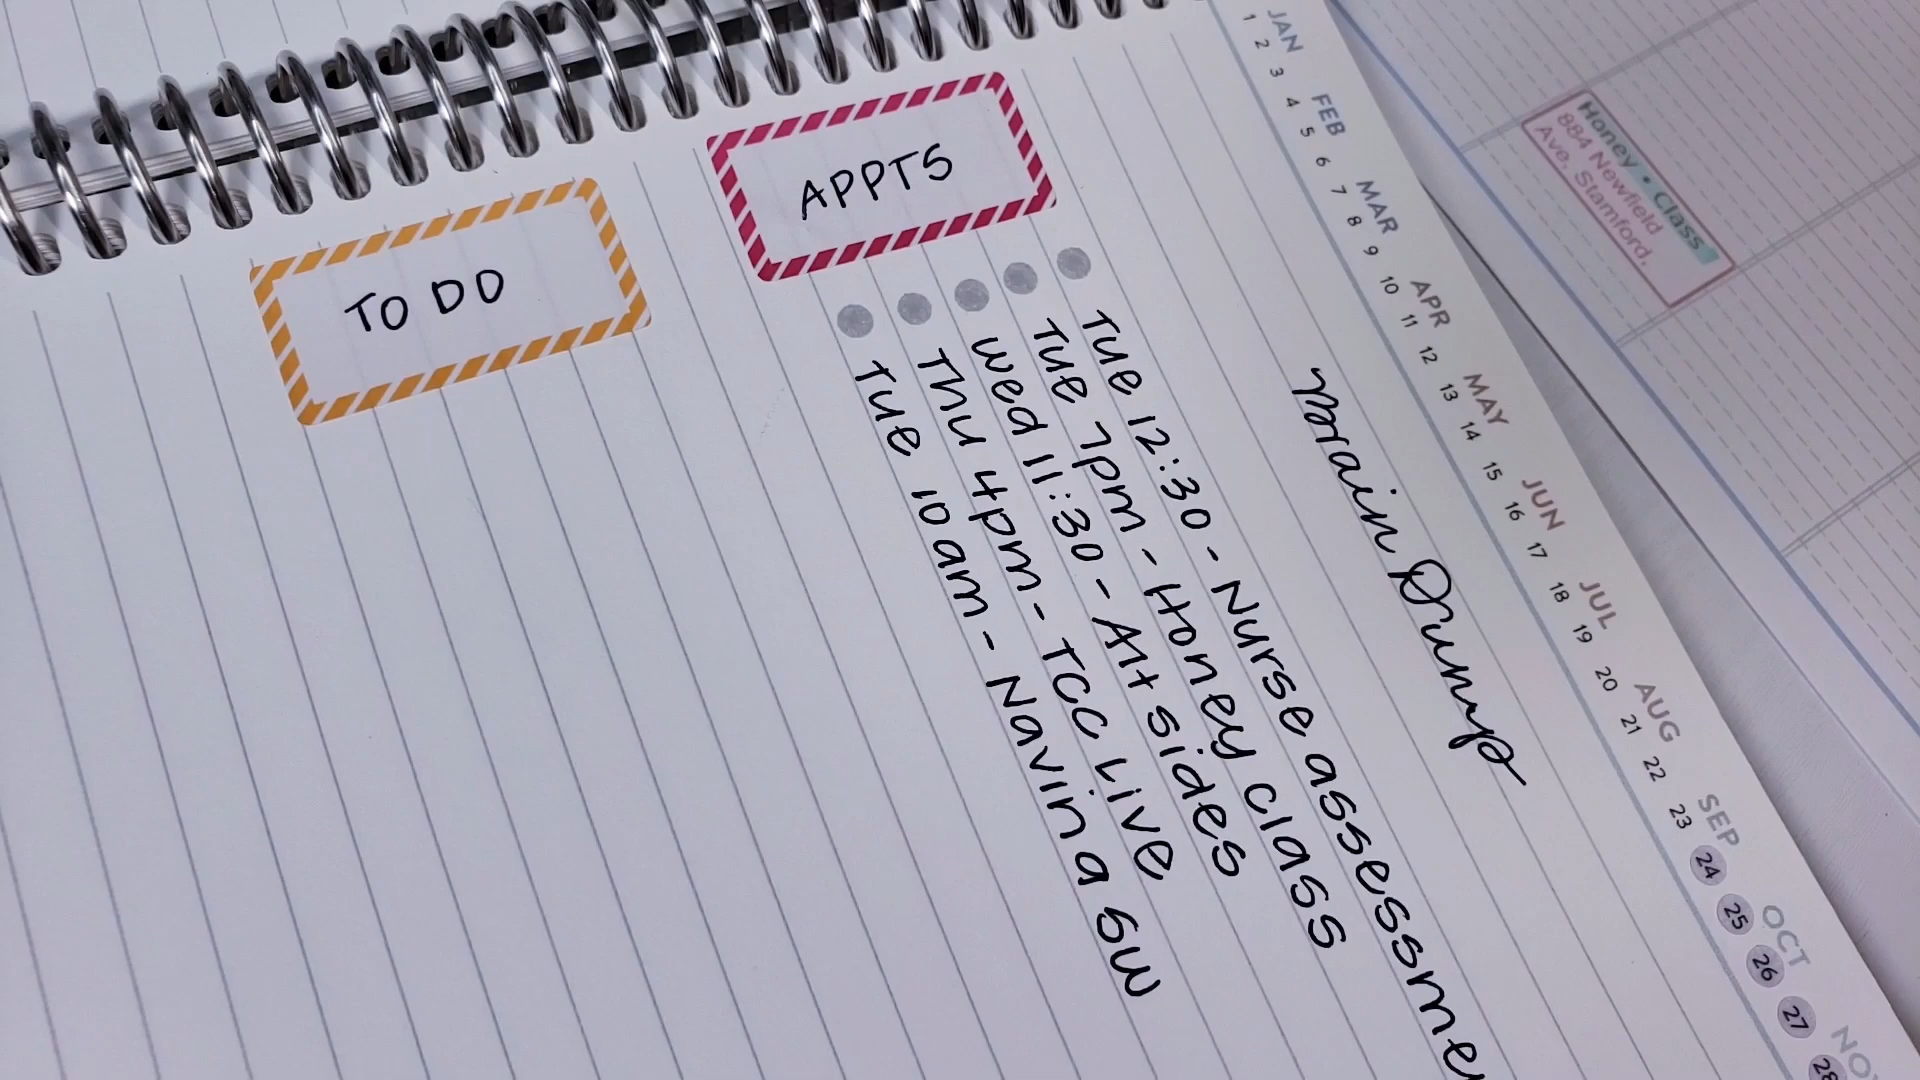 Brain Dump
APPTS
Tue 12:30 - Nurse assessme
Tue 7pm - Honey class
Wed 11:30 - Alt sides
Thu 4pm - TCC Live
Tue 10am - Navina SW
TO DO
JAN
FEB
MAR
APR
MAY
JUN
JUL
AUG
SEP
OCT
NOV
1
2
3
4
5
6
7
8
9
10
11
12
13
14
15
16
17
18
19
20
21
22
23
24
25
26
27
28
Honey • Class
884 Newfield
Ave, Stamford,